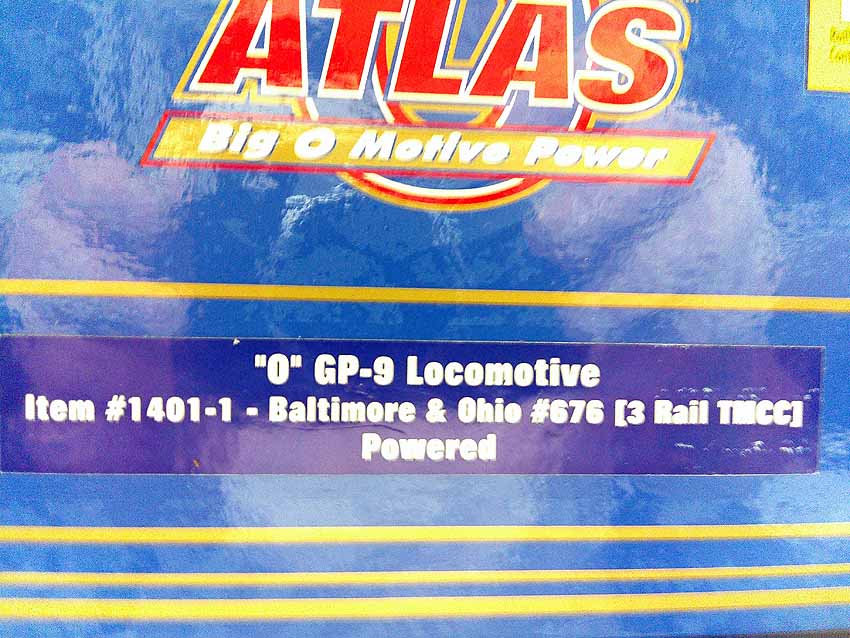 ATLAS
Big O Motive Power
"O" GP-9 Locomotive
Item #1401-1 - Baltimore & Ohio #676 [3 Rail TMCC]
Powered